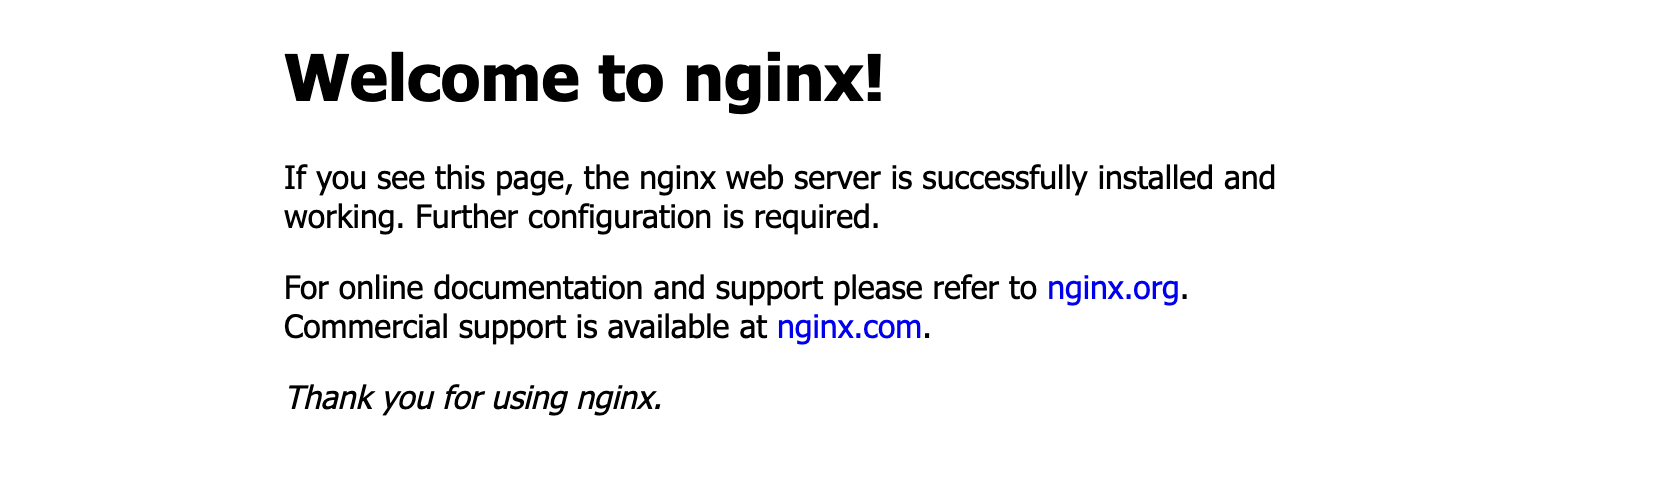 Welcome to nginx!
If you see this page, the nginx web server is successfully installed and
working. Further configuration is required.
For online documentation and support please refer to nginx.org.
Commercial support is available at nginx.com.
Thank you for using nginx.